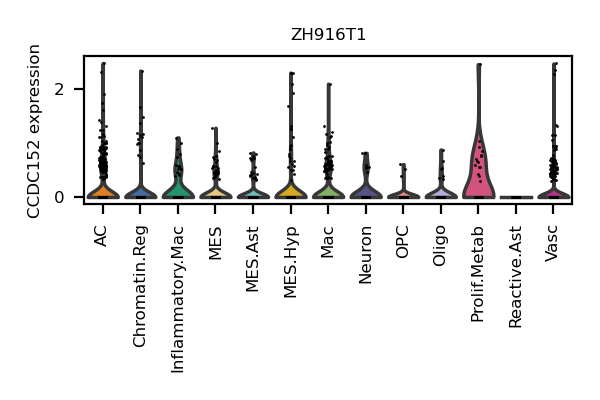 ZH916T1
CCDC152 expression
2
0
AC
Chromatin.Reg
Inflammatory.Mac
MES
MES.Ast
MES.Hyp
Mac
Neuron
OPC
Oligo
Prolif.Metab
Reactive.Ast
Vasc